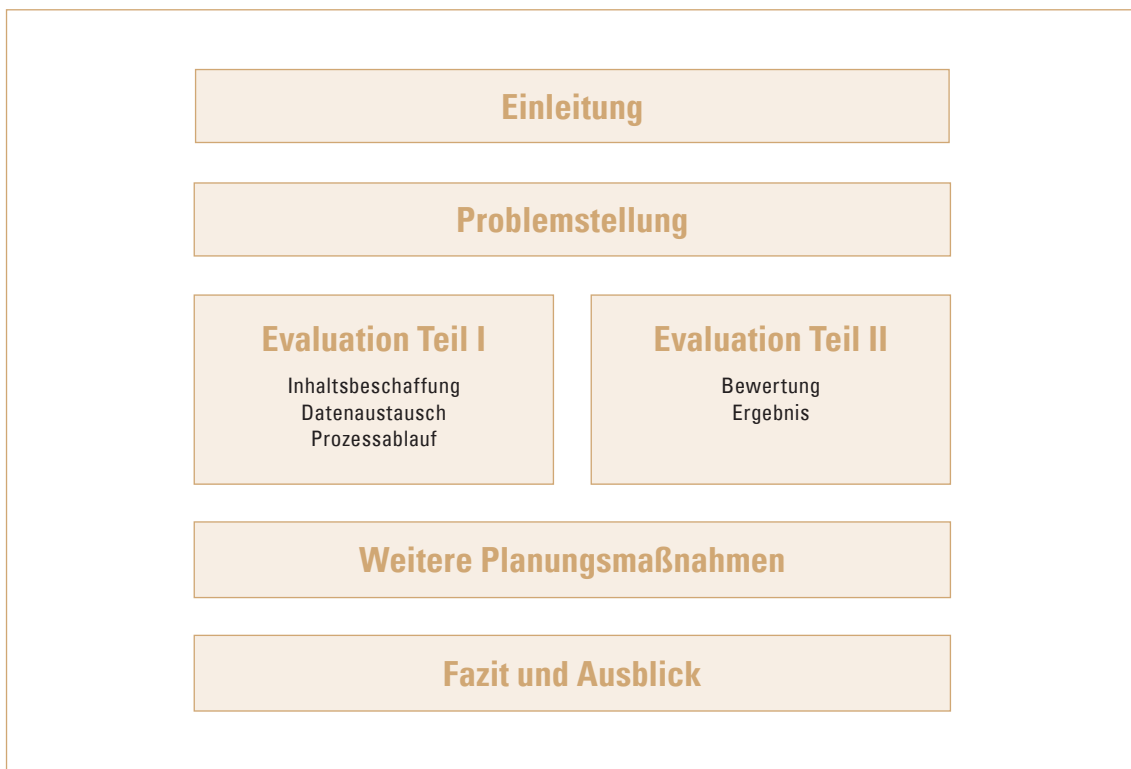 Einleitung
Problemstellung
Evaluation Teil I
Inhaltsbeschaffung
Datenaustausch
Prozessablauf
Evaluation Teil II
Bewertung
Ergebnis
Weitere Planungsmaßnahmen
Fazit und Ausblick